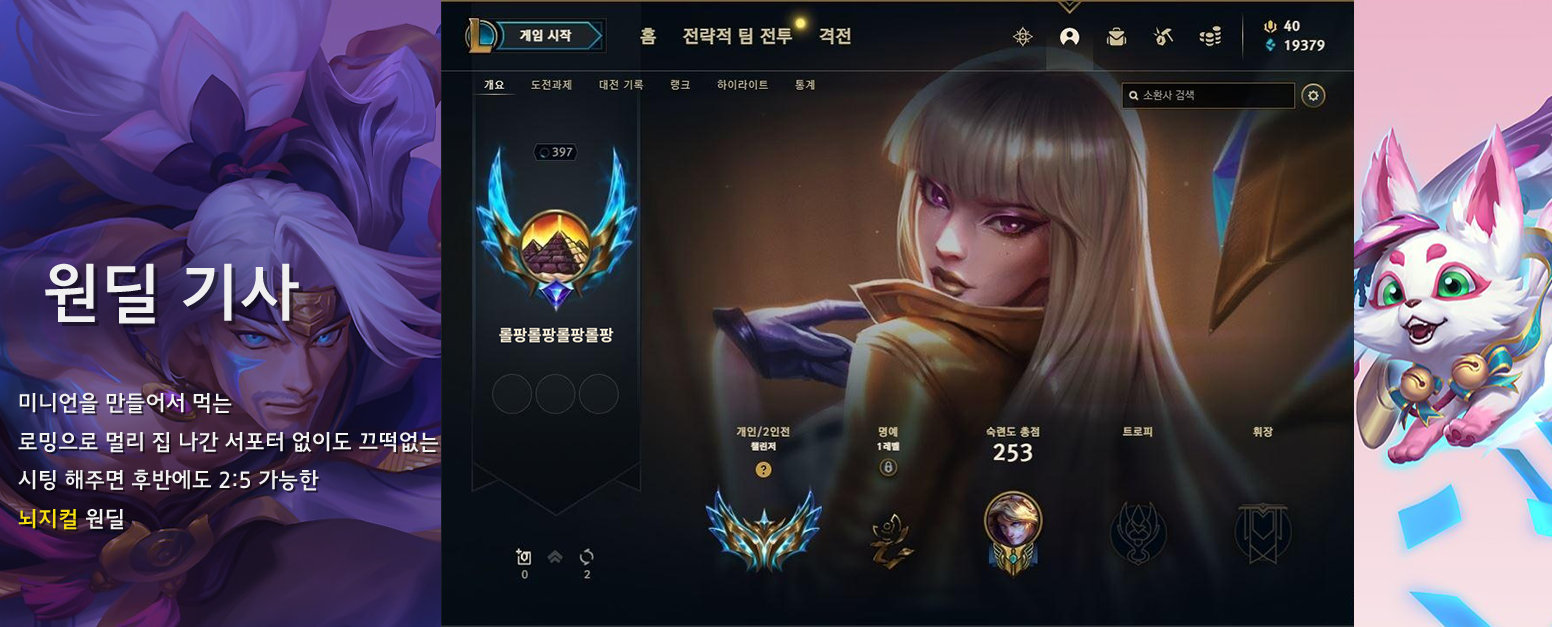 원딜 기사
미니언을 만들어서 먹는
로밍으로 멀리 집 나간 서포터 없이도 끄떡없는
시팅 해주면 후반에도 2:5 가능한
뇌지컬 원딜
게임 시작
홈
전략적 팀 전투
격전
40
19379
개요
도전과제
대전 기록
랭크
하이라이트
통계
소환사 검색
397
롤팡롤팡롤팡롤팡
개인/2인전
챌린저
?
명예
1레벨
숙련도 총점
253
트로피
휘장
0
2